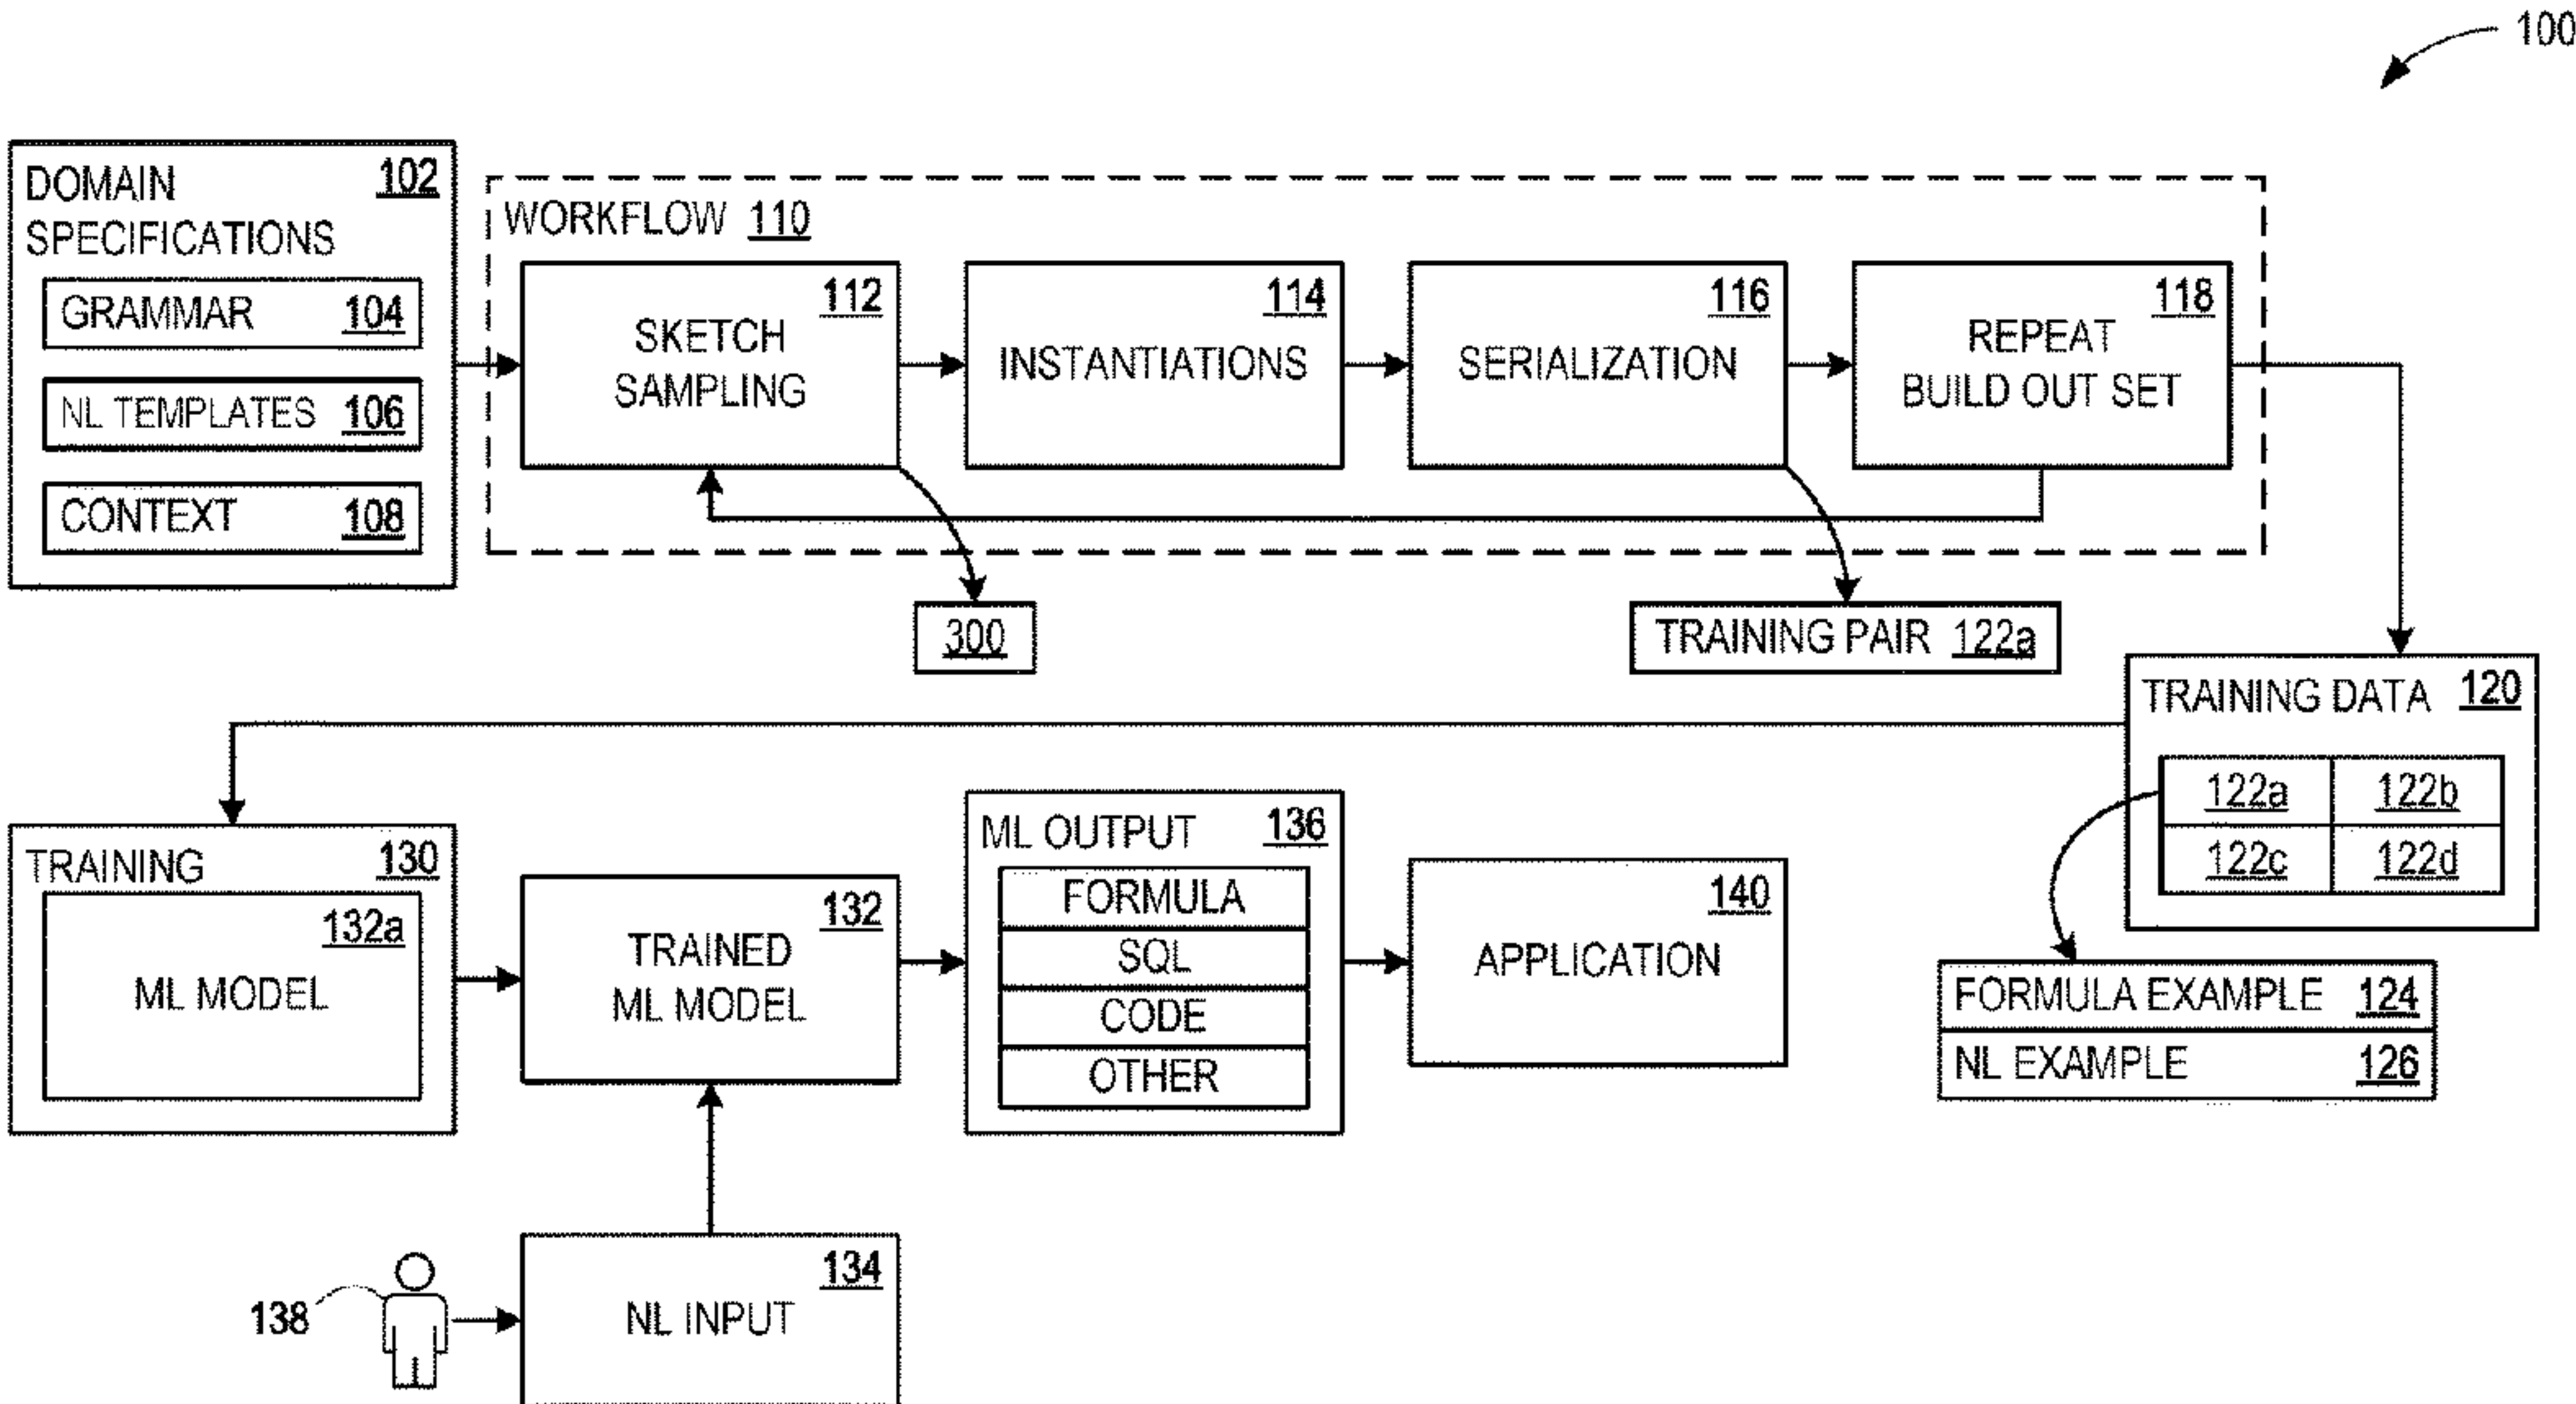 100
DOMAIN 102
SPECIFICATIONS
GRAMMAR 104
NL TEMPLATES 106
CONTEXT 108
WORKFLOW 110
112
SKETCH
SAMPLING
114
INSTANTIATIONS
116
SERIALIZATION
118
REPEAT
BUILD OUT SET
300
TRAINING PAIR 122a
TRAINING DATA 120
122a 122b
122c 122d
FORMULA EXAMPLE 124
NL EXAMPLE 126
TRAINING 130
132a
ML MODEL
132
TRAINED
ML MODEL
ML OUTPUT 136
FORMULA
SQL
CODE
OTHER
140
APPLICATION
138
134
NL INPUT